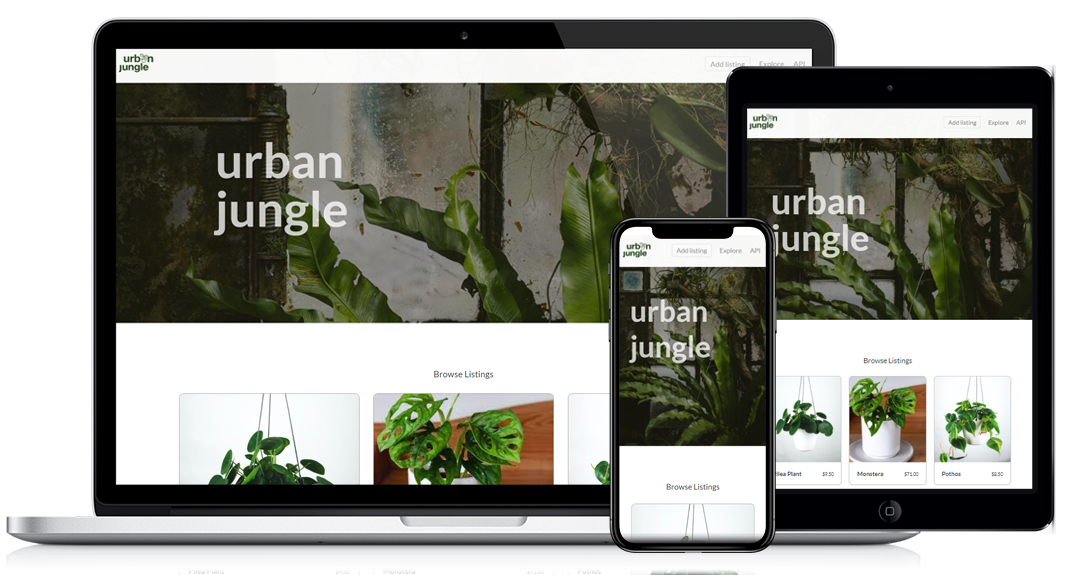 urban
jungle
Add listing Explore API
urban
jungle
Browse Listings
urban
jungle
Add listing Explore API
urban
jungle
Browse Listings
Pilea Plant $9.50
Monstera $71.00
Pothos $8.50
urban
jungle
Add listing Explore API
urban
jungle
Browse Listings